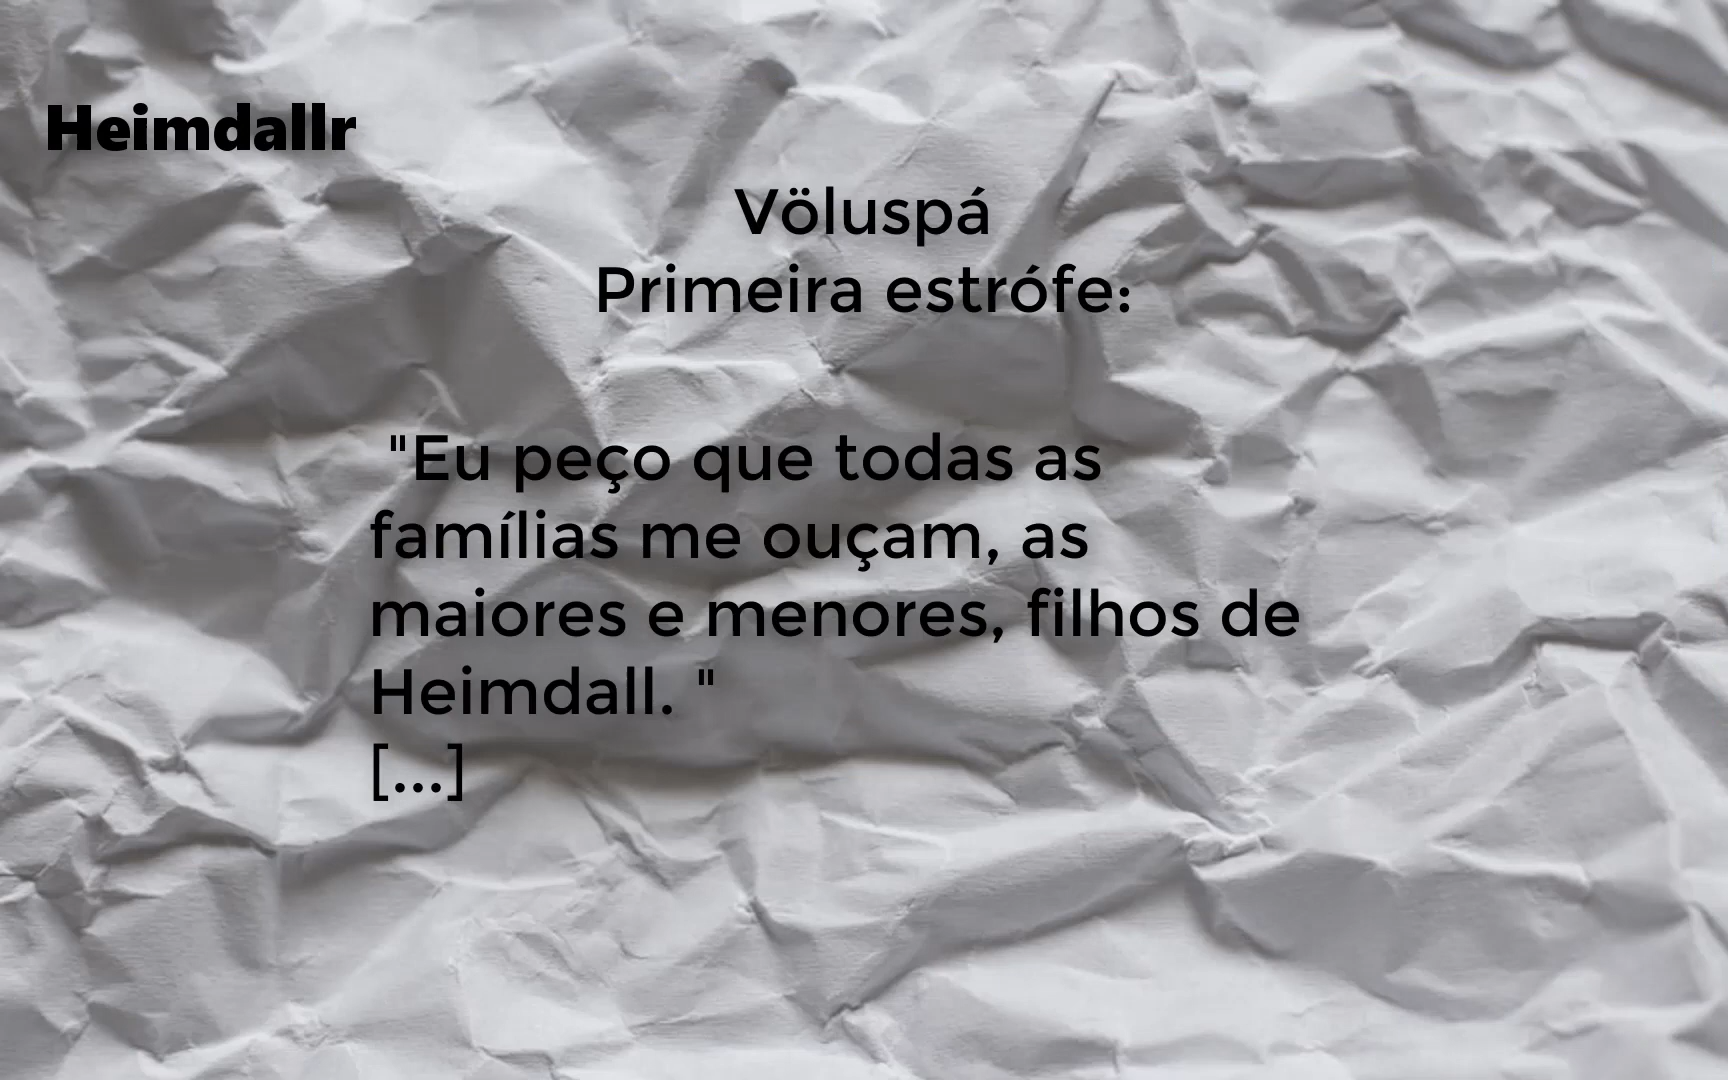 Heimdallr
Völuspá
Primeira estrófe:
"Eu peço que todas as
famílias me ouçam, as
maiores e menores, filhos de
Heimdall. "
[...]